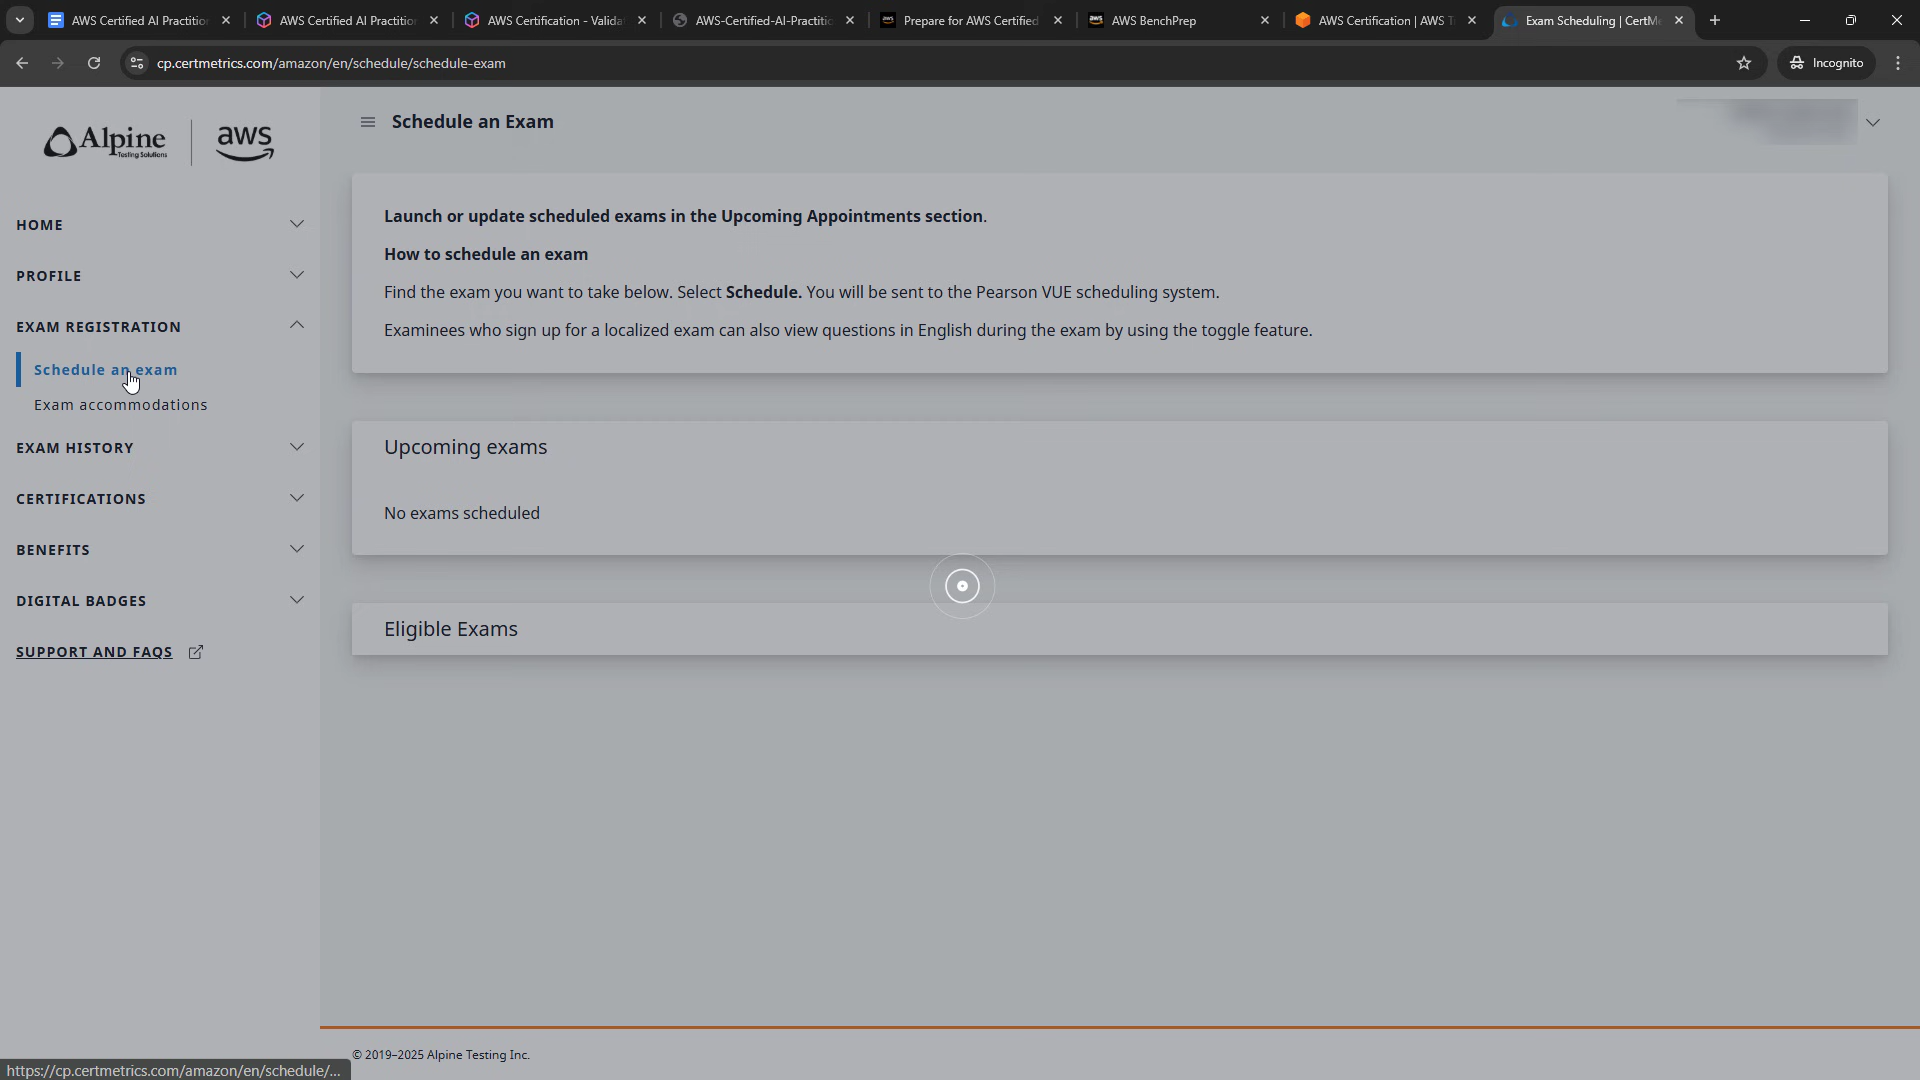 AWS Certified AI Practitior
AWS Certified AI Practition
AWS Certification - Valida
AWS-Certified-AI-Practitic
Prepare for AWS Certified
AWS BenchPrep
AWS Certification | AWS T
Exam Scheduling | CertMe
cp.certmetrics.com/amazon/en/schedule/schedule-exam
Incognito
Alpine
Testing Solutions
aws
Schedule an Exam
HOME
PROFILE
EXAM REGISTRATION
Schedule an exam
Exam accommodations
EXAM HISTORY
CERTIFICATIONS
BENEFITS
DIGITAL BADGES
SUPPORT AND FAQS
Launch or update scheduled exams in the Upcoming Appointments section.
How to schedule an exam
Find the exam you want to take below. Select Schedule. You will be sent to the Pearson VUE scheduling system.
Examinees who sign up for a localized exam can also view questions in English during the exam by using the toggle feature.
Upcoming exams
No exams scheduled
Eligible Exams
© 2019–2025 Alpine Testing Inc.
https://cp.certmetrics.com/amazon/en/schedule/...